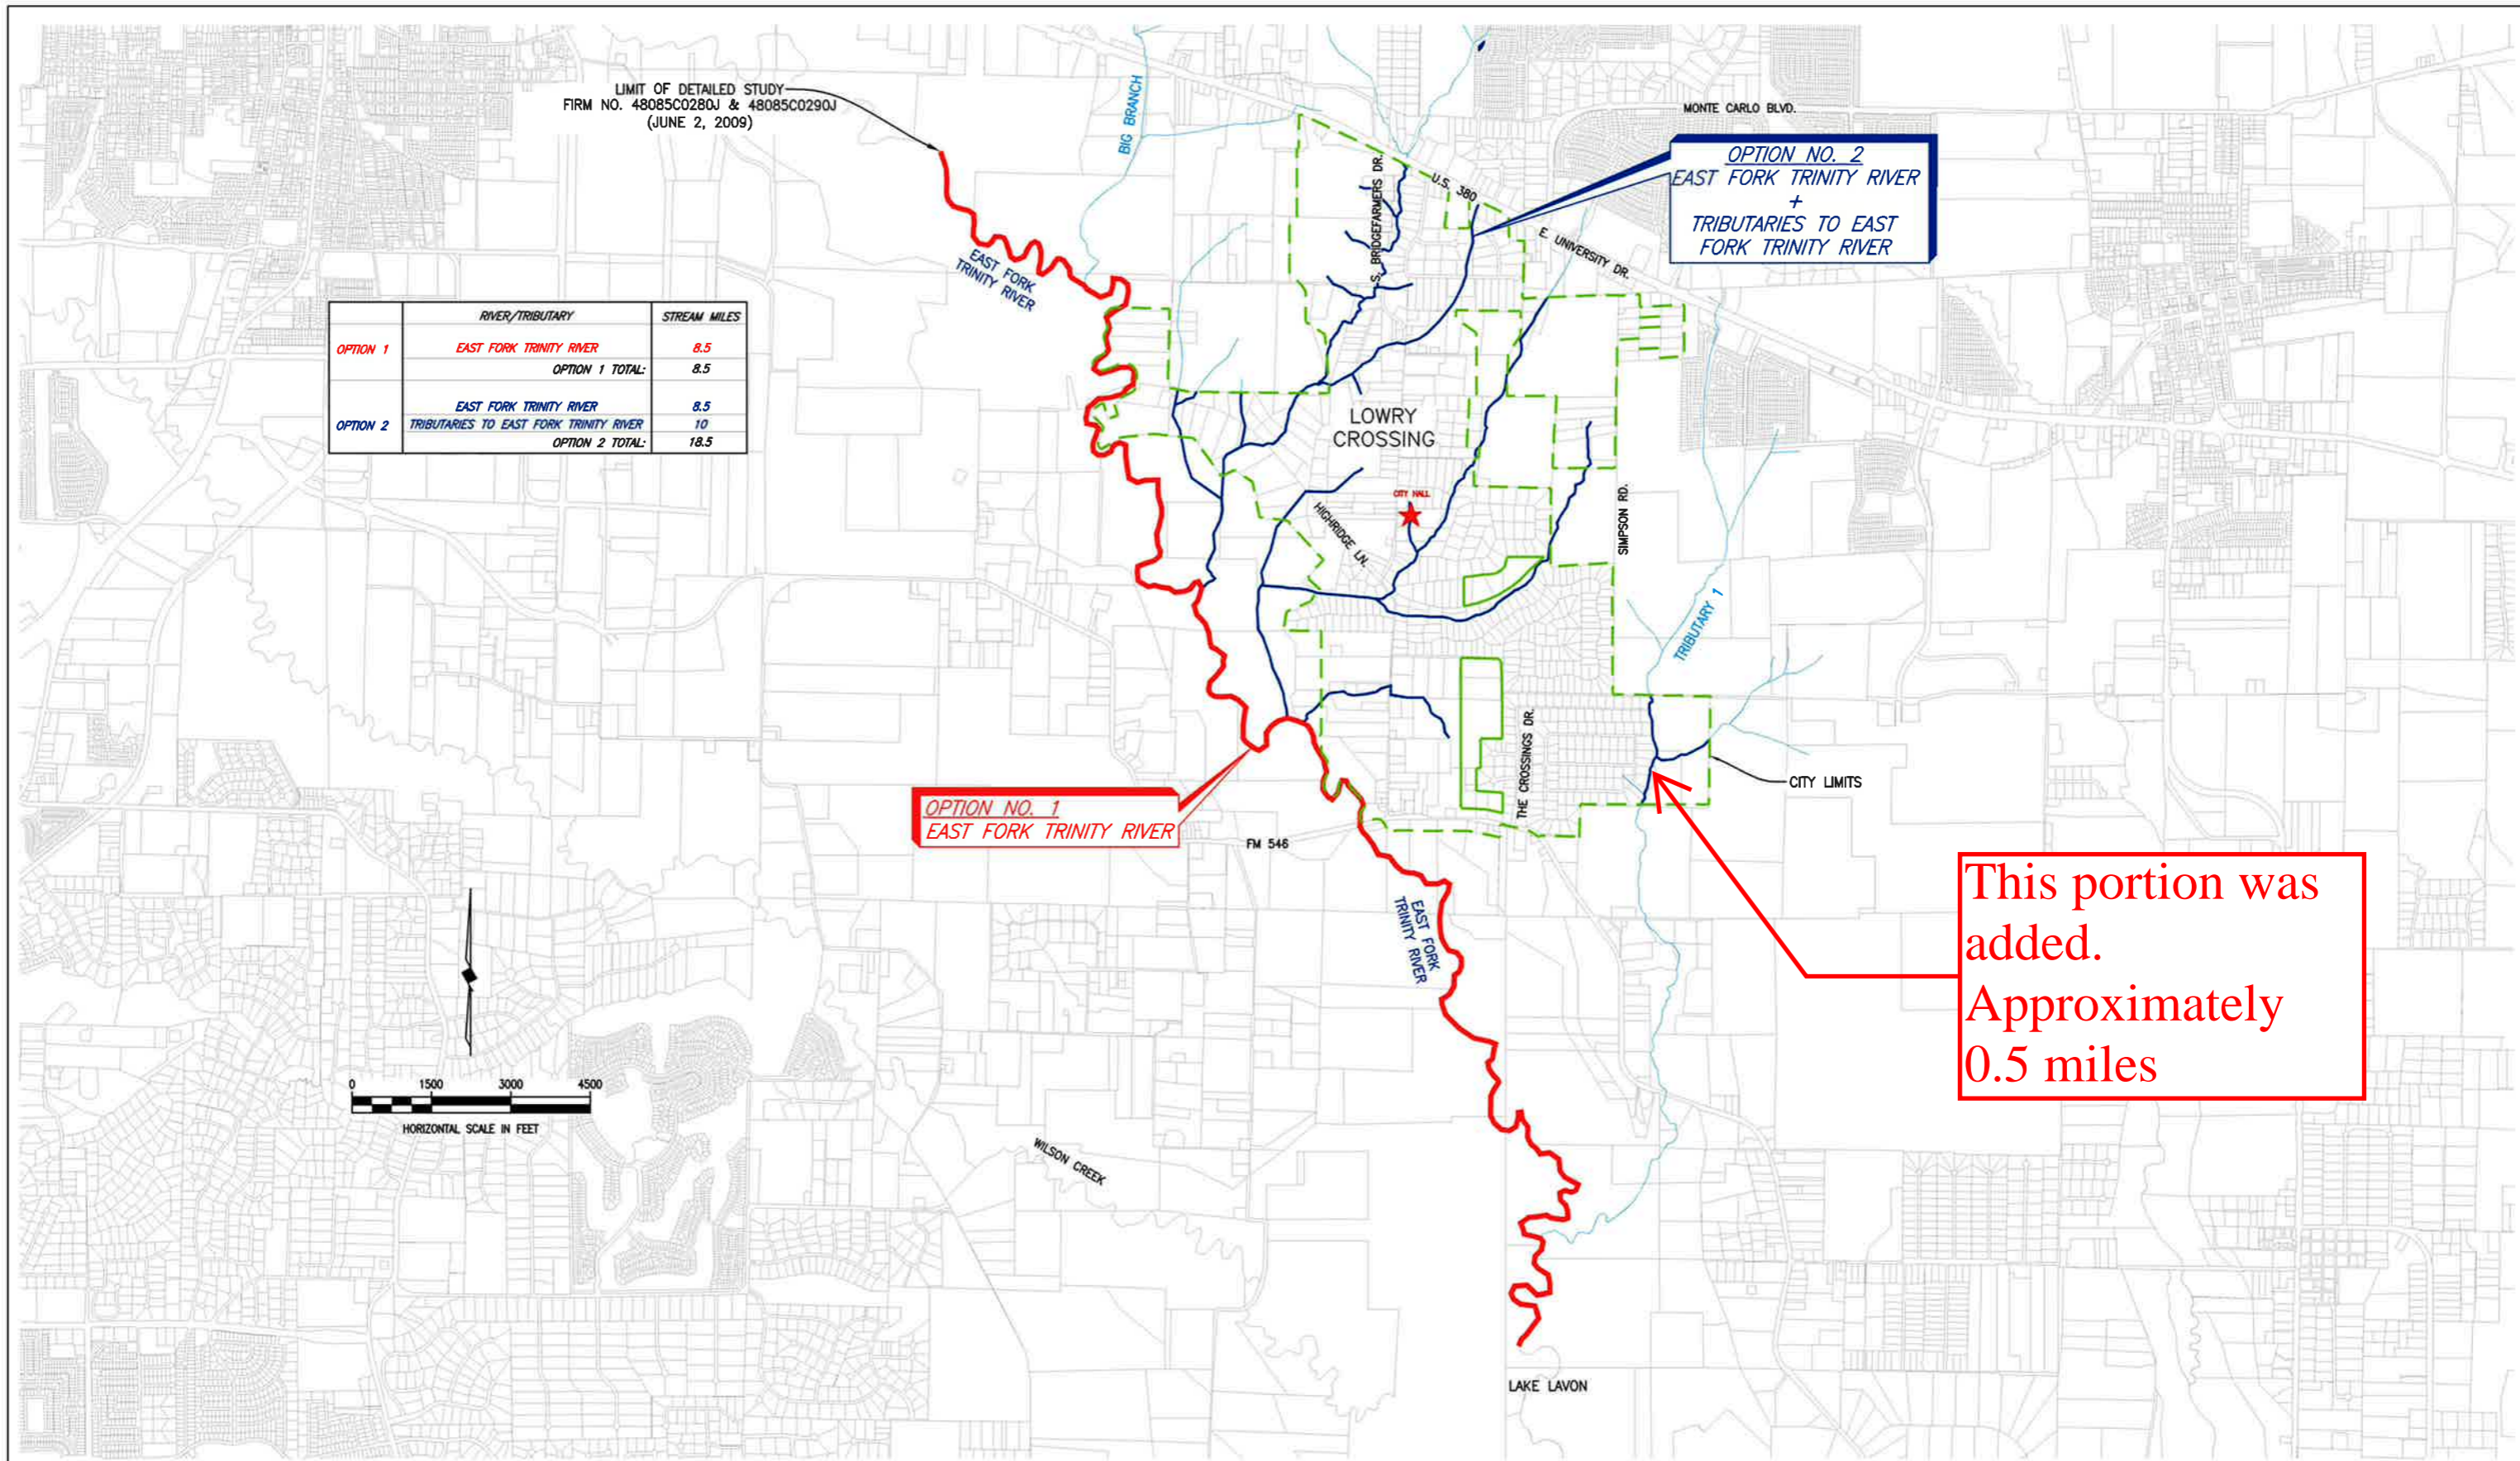 LIMIT OF DETAILED STUDY
FIRM NO. 48085C0280J & 48085C0290J
(JUNE 2, 2009)
BIG BRANCH
MONTE CARLO BLVD.
OPTION NO. 2
EAST FORK TRINITY RIVER
+
TRIBUTARIES TO EAST
FORK TRINITY RIVER
U.S. 380
S. BRIDGEFARMERS DR.
E. UNIVERSITY DR.
EAST FORK
TRINITY RIVER
RIVER/TRIBUTARY STREAM MILES
OPTION 1 EAST FORK TRINITY RIVER 8.5
OPTION 1 TOTAL: 8.5
EAST FORK TRINITY RIVER 8.5
OPTION 2 TRIBUTARIES TO EAST FORK TRINITY RIVER 10
OPTION 2 TOTAL: 18.5
LOWRY
CROSSING
CITY HALL
HIGHRIDGE LN.
SIMPSON RD.
TRIBUTARY 1
THE CROSSINGS DR.
CITY LIMITS
OPTION NO. 1
EAST FORK TRINITY RIVER
FM 546
This portion was
added.
Approximately
0.5 miles
EAST FORK
TRINITY RIVER
0 1500 3000 4500
HORIZONTAL SCALE IN FEET
WILSON CREEK
LAKE LAVON